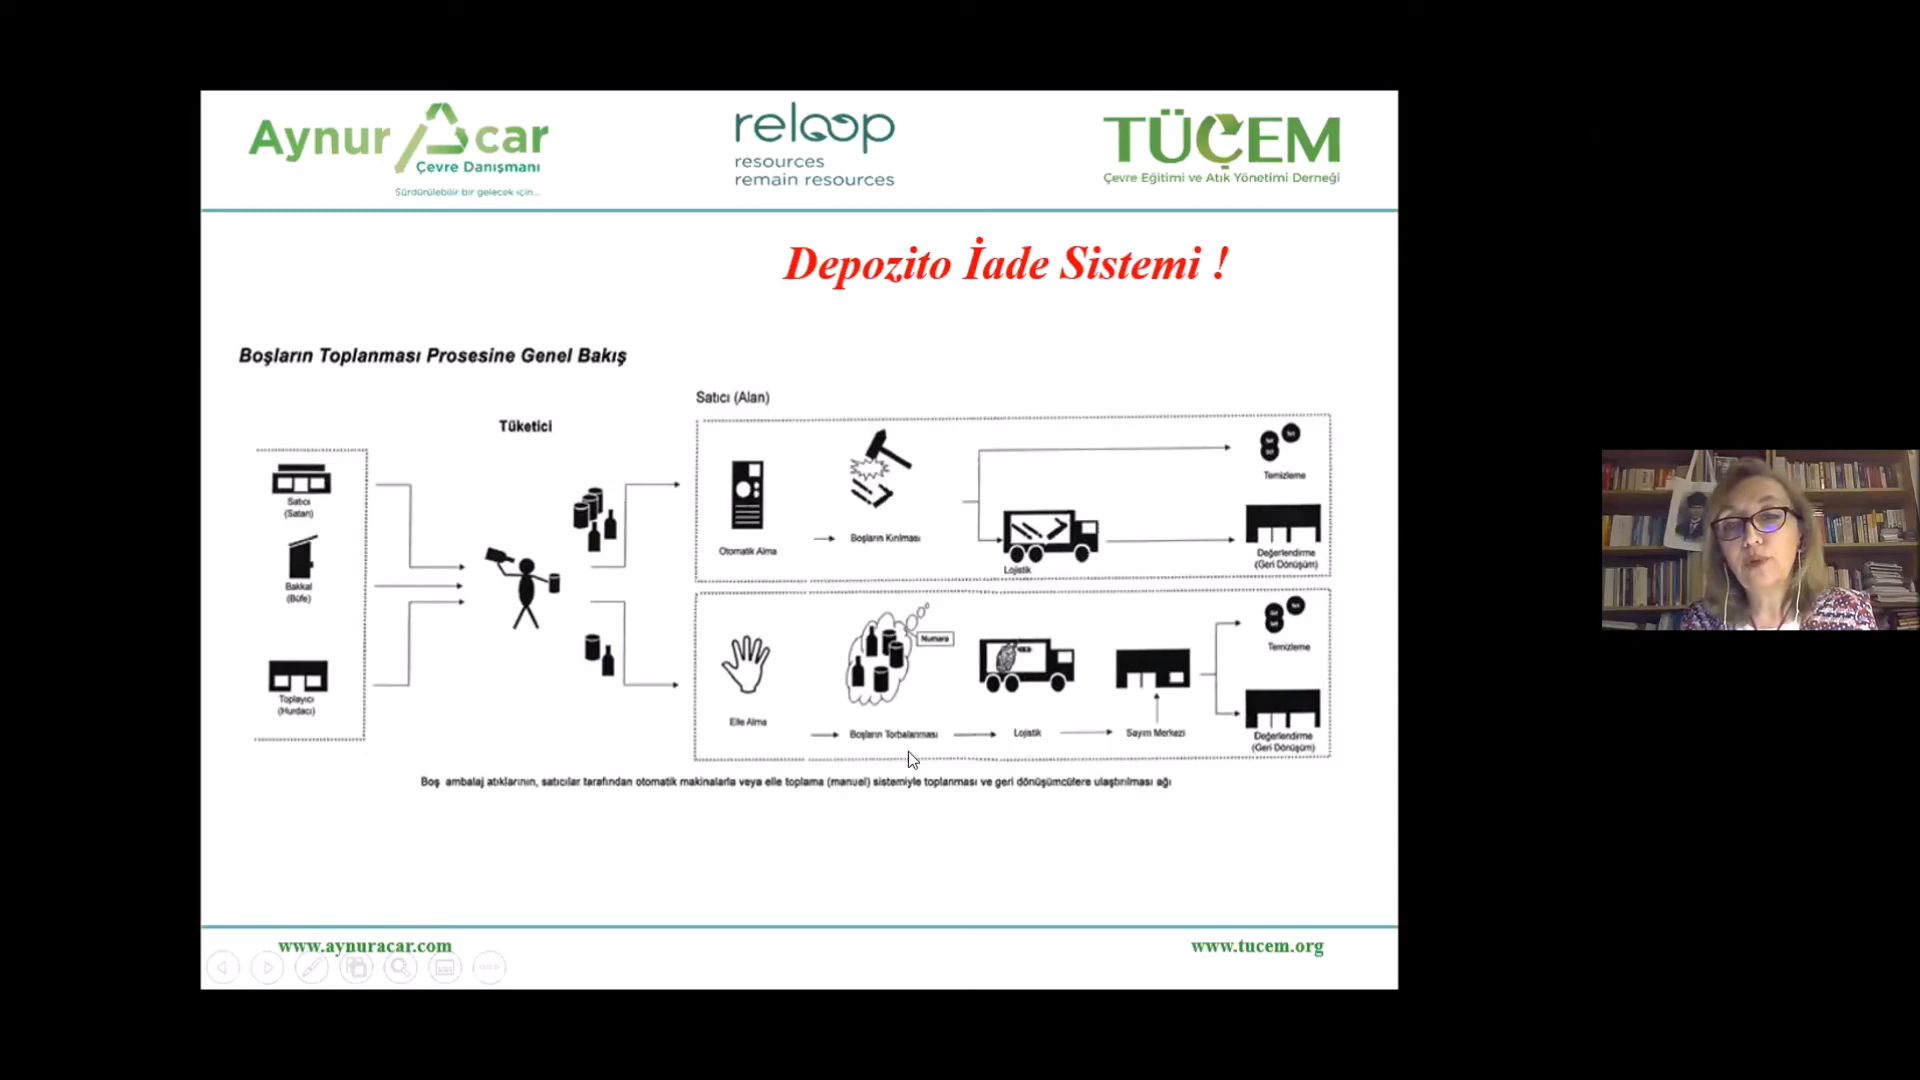 Aynur Acar
Çevre Danışmanı
Sürdürülebilir bir gelecek için...
reloop
resources
remain resources
TÜÇEM
Çevre Eğitimi ve Atık Yönetimi Derneği
Depozito İade Sistemi !
Boşların Toplanması Prosesine Genel Bakış
Satıcı (Alan)
Tüketici
Satıcı
(Satan)
Bakkal
(Büfe)
Toplayıcı
(Hurdacı)
Otomatik Alma
Boşların Kırılması
Lojistik
Temizleme
Değerlendirme
(Geri Dönüşüm)
Elle Alma
Numara
Boşların Torbalanması
Lojistik
Sayım Merkezi
Temizleme
Değerlendirme
(Geri Dönüşüm)
Boş ambalaj atıklarının, satıcılar tarafından otomatik makinalarla veya elle toplama (manuel) sistemiyle toplanması ve geri dönüşümcülere ulaştırılması ağı
www.aynuracar.com
www.tucem.org